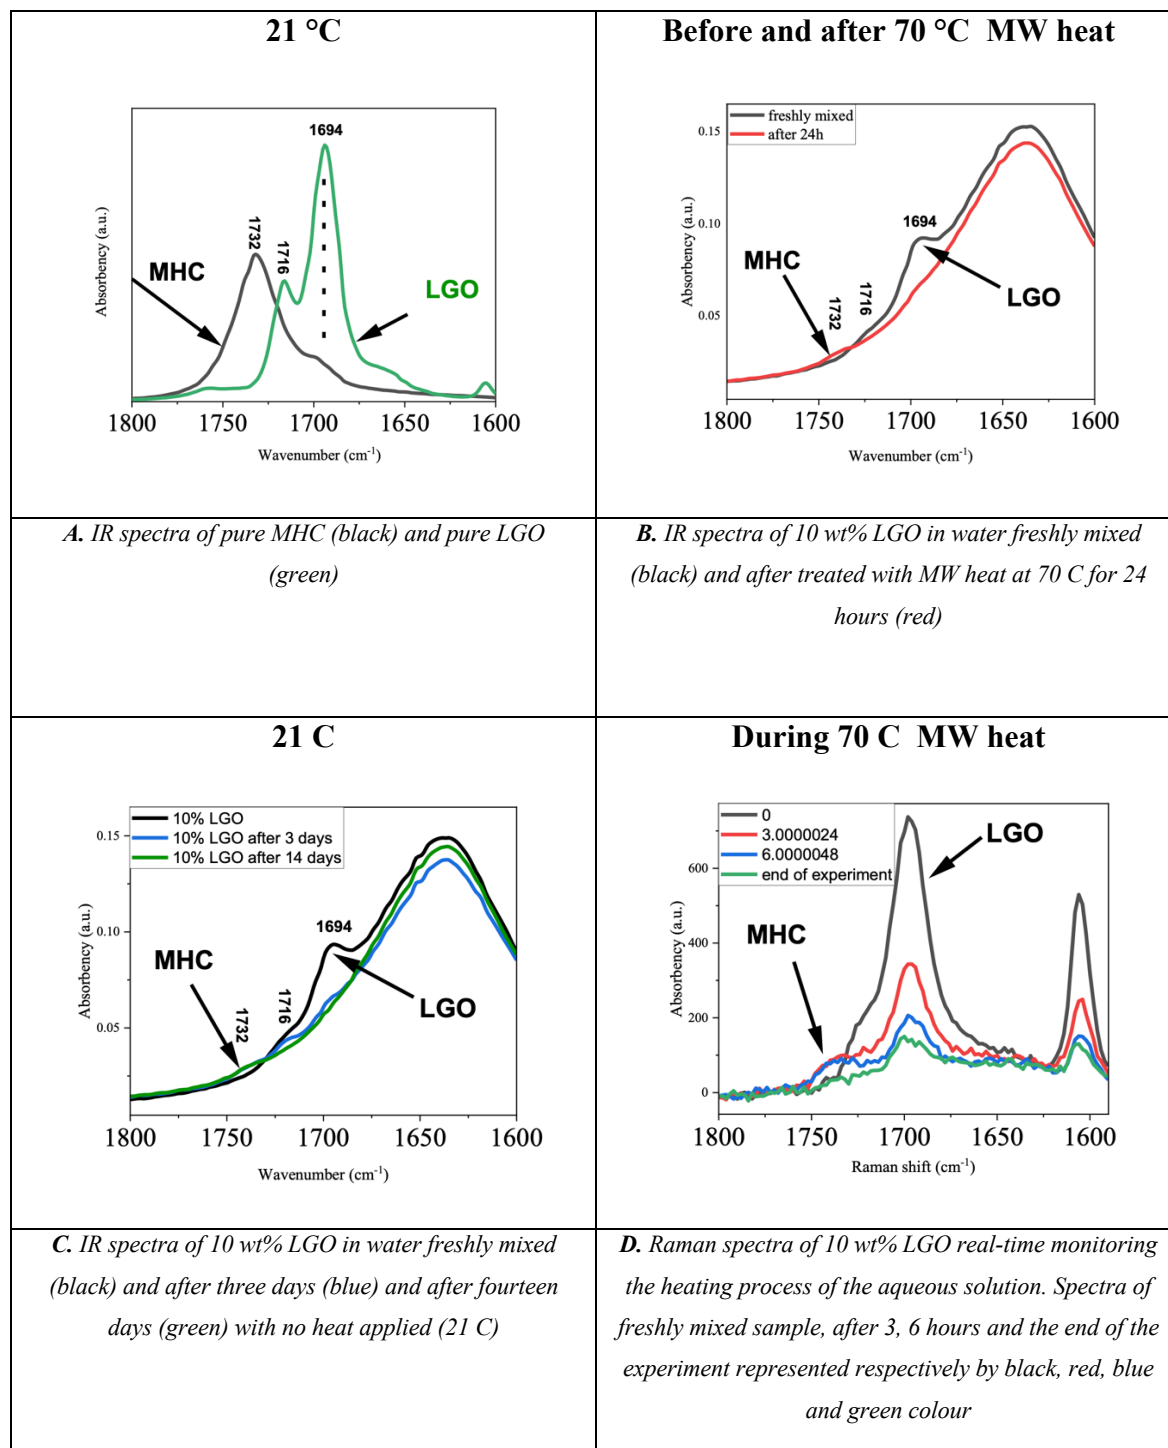 21 °C
Before and after 70 °C MW heat
1694
1732
1716
MHC
LGO
Absorbency (a.u.)
1800 1750 1700 1650 1600
Wavenumber (cm-1)
freshly mixed
after 24h
0.15
0.10
0.05
1694
MHC
1732
1716
LGO
Absorbency (a.u.)
1800 1750 1700 1650 1600
Wavenumber (cm-1)
A. IR spectra of pure MHC (black) and pure LGO
(green)
B. IR spectra of 10 wt% LGO in water freshly mixed
(black) and after treated with MW heat at 70 C for 24
hours (red)
21 C
During 70 C MW heat
10% LGO
10% LGO after 3 days
10% LGO after 14 days
0.15
0.10
0.05
1694
MHC
1732
1716
LGO
Absorbency (a.u.)
1800 1750 1700 1650 1600
Wavenumber (cm-1)
0
3.0000024
6.0000048
end of experiment
600
400
200
0
LGO
MHC
Absorbency (a.u.)
1800 1750 1700 1650 1600
Raman shift (cm-1)
C. IR spectra of 10 wt% LGO in water freshly mixed
(black) and after three days (blue) and after fourteen
days (green) with no heat applied (21 C)
D. Raman spectra of 10 wt% LGO real-time monitoring
the heating process of the aqueous solution. Spectra of
freshly mixed sample, after 3, 6 hours and the end of the
experiment represented respectively by black, red, blue
and green colour